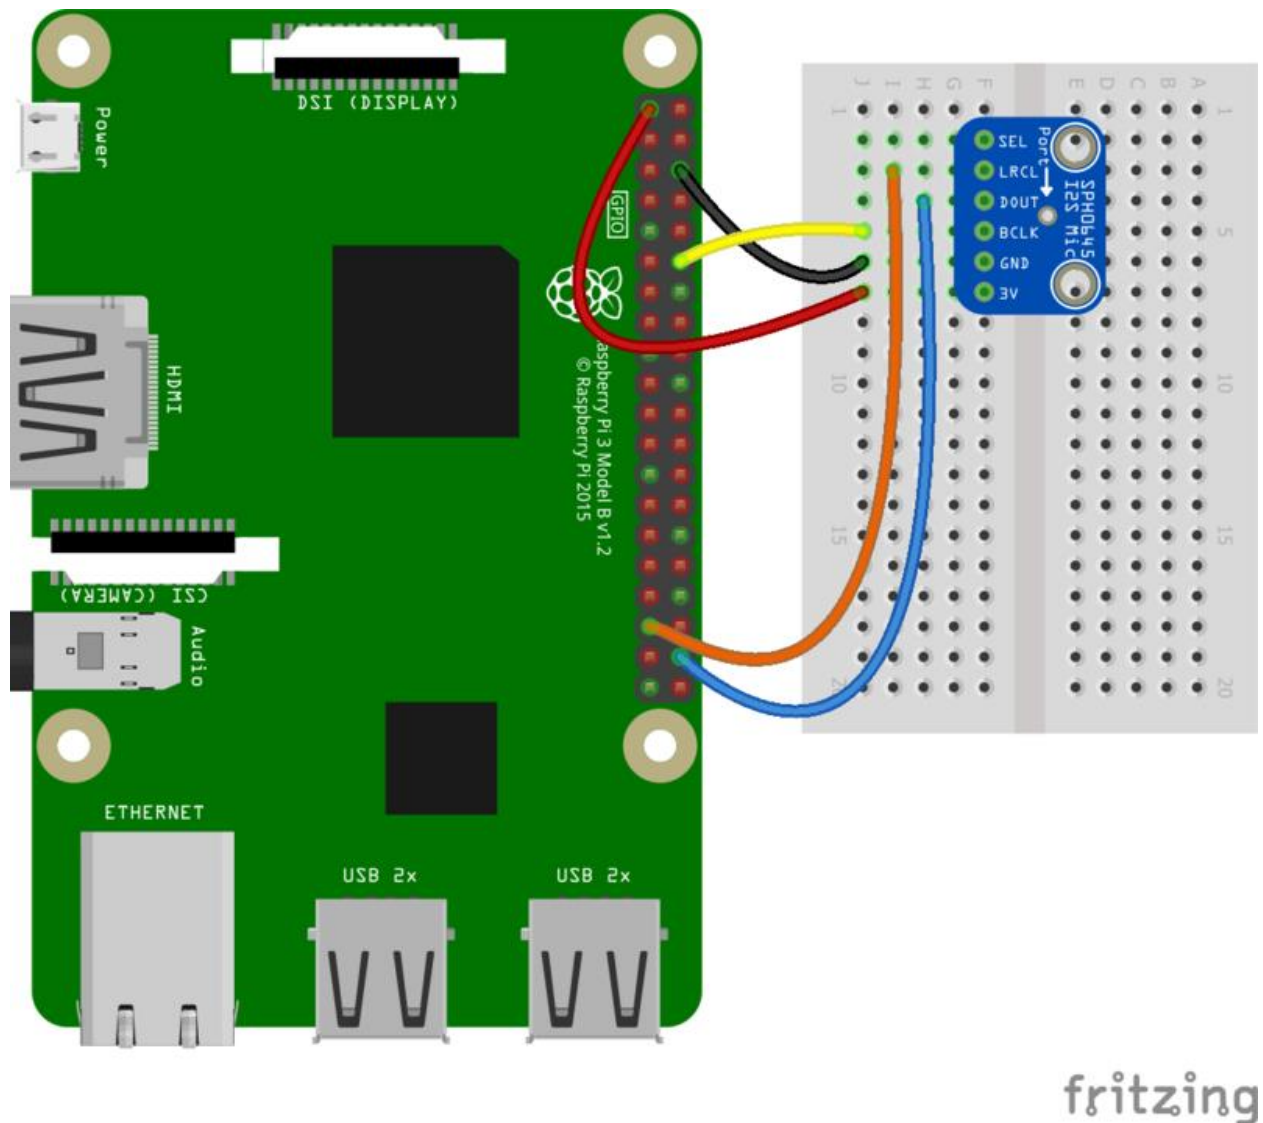 DSI (DISPLAY)
Power
GPIO
HDMI
Raspberry Pi 3 Model B v1.2
© Raspberry Pi 2015
CSI (CAMERA)
Audio
ETHERNET
USB 2x
USB 2x
J I H G F
E D C B A
1
1
5
10
10
15
15
20
20
SEL
LRCL
DOUT
BCLK
GND
3V
Port
I2S Mic
fritzing